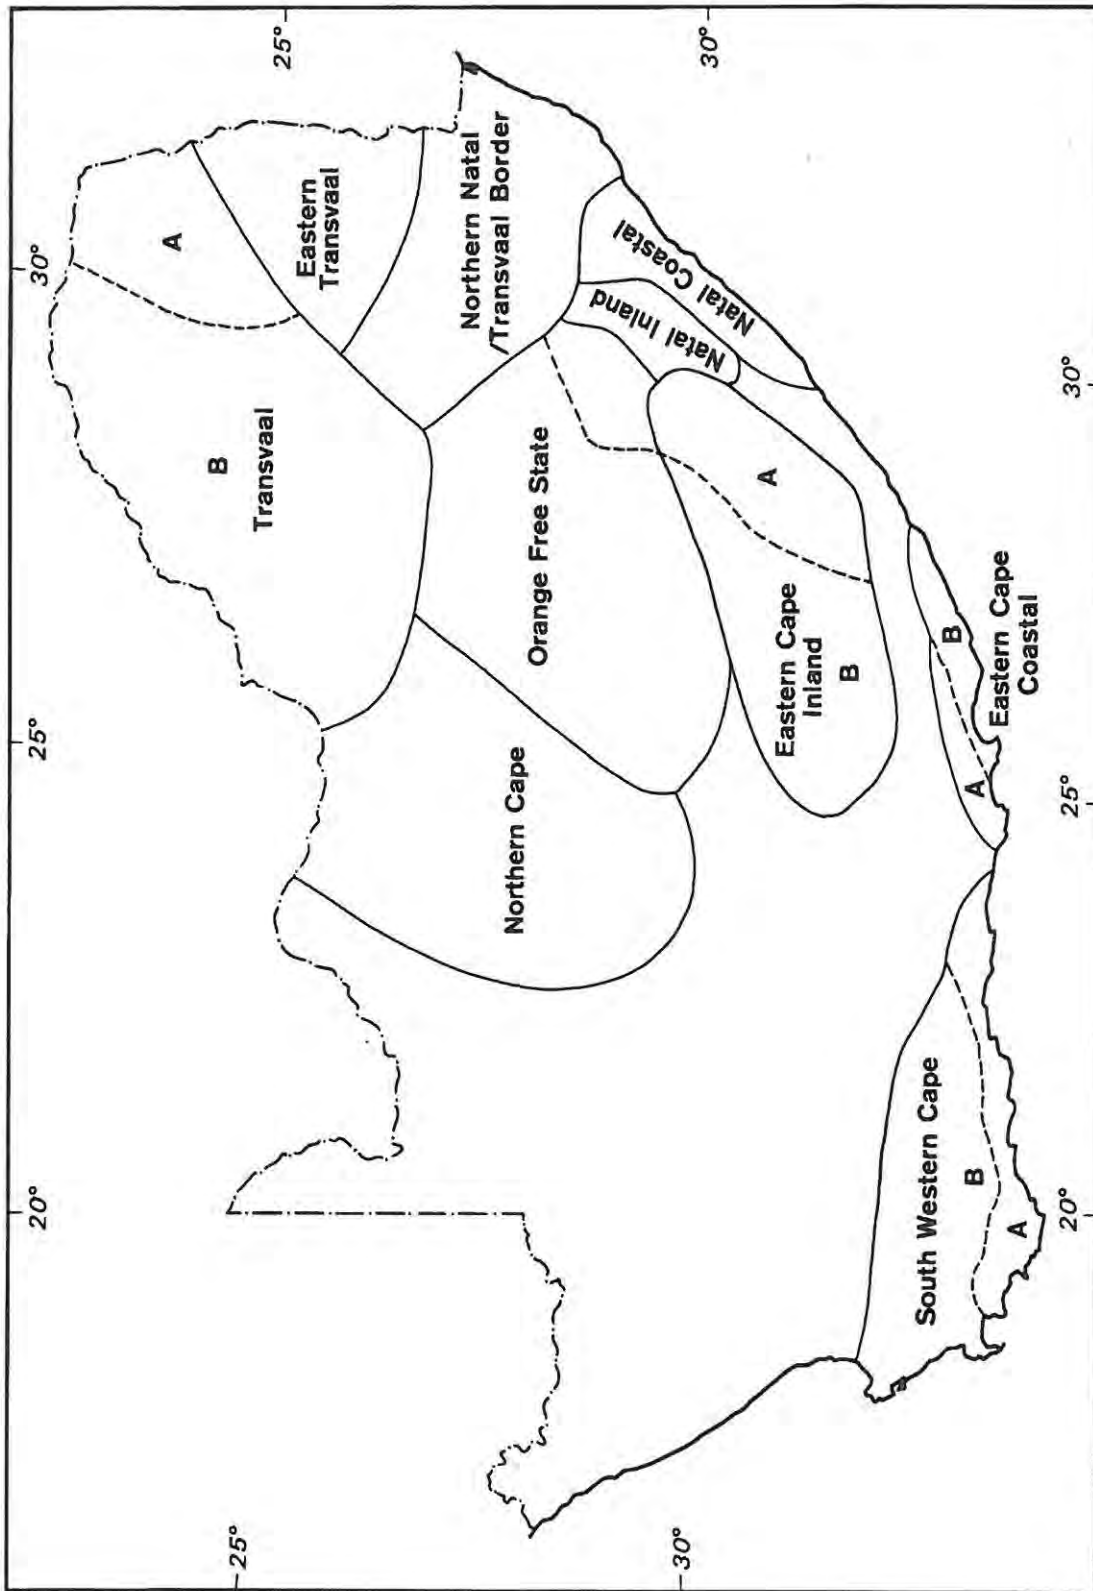 20°
25°
30°
25°
25°
A
B
Transvaal
Eastern
Transvaal
Northern Natal
/Transvaal Border
Northern Cape
Orange Free State
Natal Inland
Natal Coastal
30°
30°
A
Eastern Cape
Inland
B
South Western Cape
B
A
A
B
Eastern Cape
Coastal
20°
25°
30°